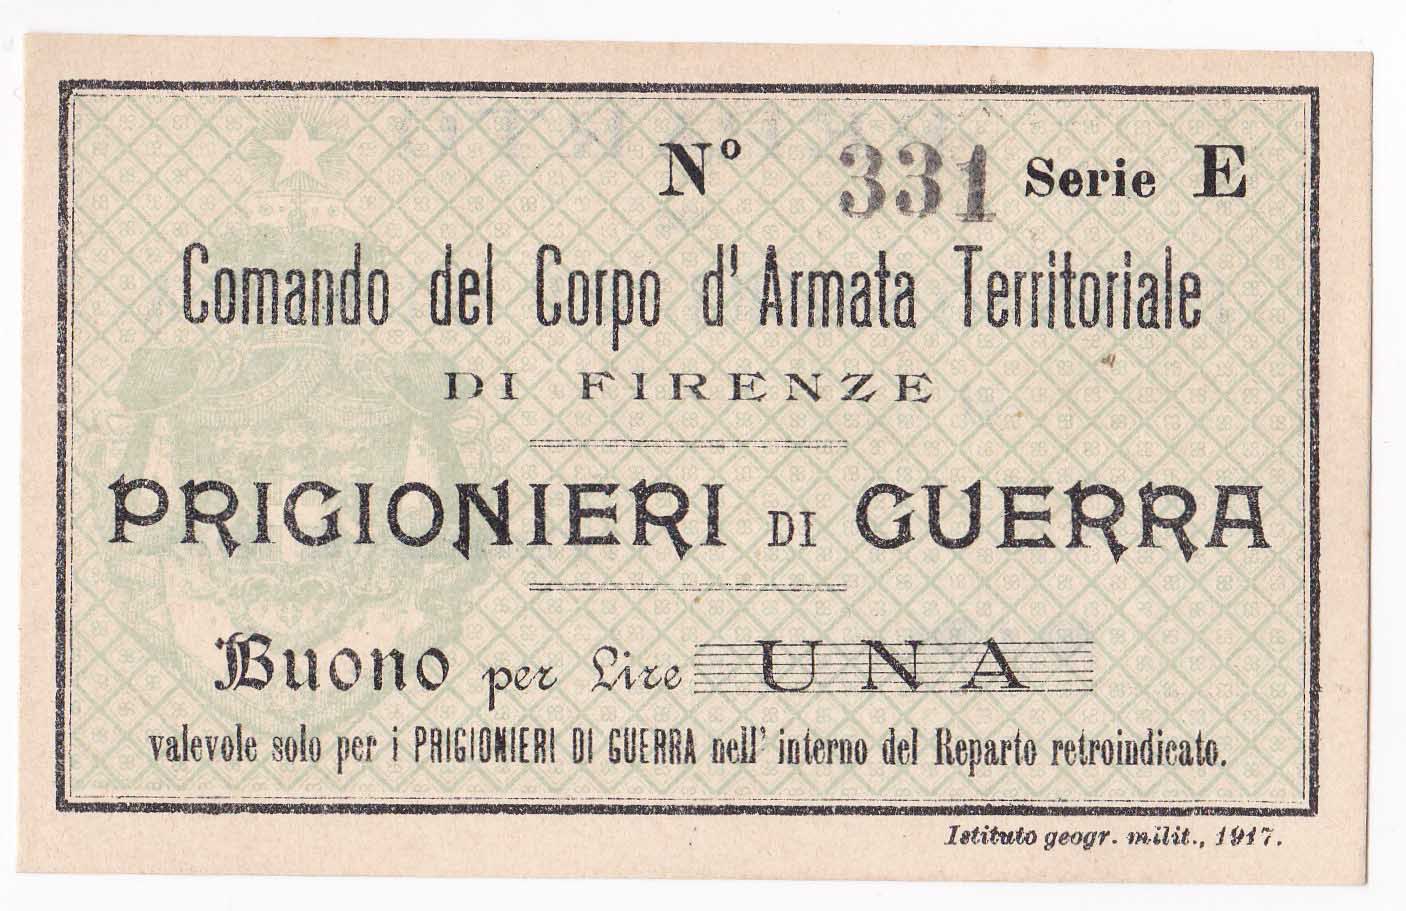 Nº 331 Serie E
Comando del Corpo d'Armata Territoriale
DI FIRENZE
PRIGIONIERI DI GUERRA
Buono per Lire UNA
valevole solo per i PRIGIONIERI DI GUERRA nell' interno del Reparto retroindicato.
Istituto geogr. milit., 1917.